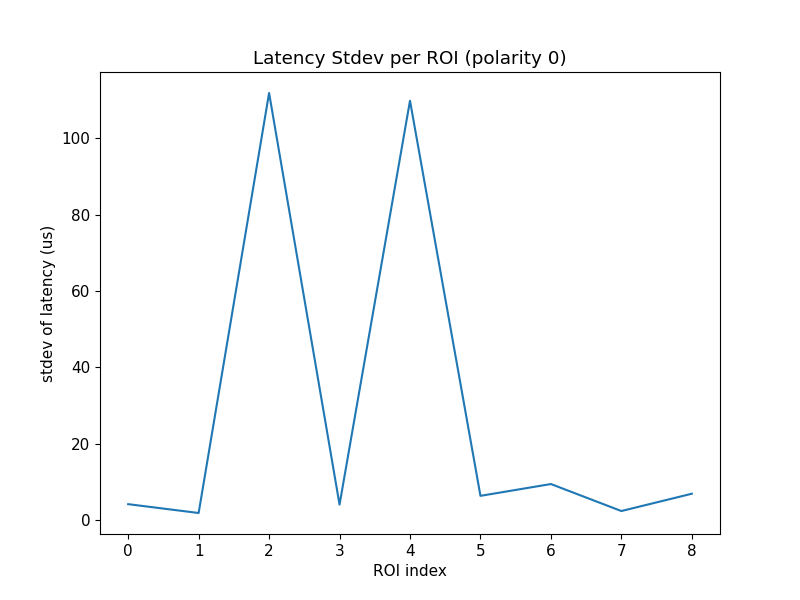 Latency Stdev per ROI (polarity 0)
stdev of latency (us)
100
80
60
40
20
0
0 1 2 3 4 5 6 7 8
ROI index